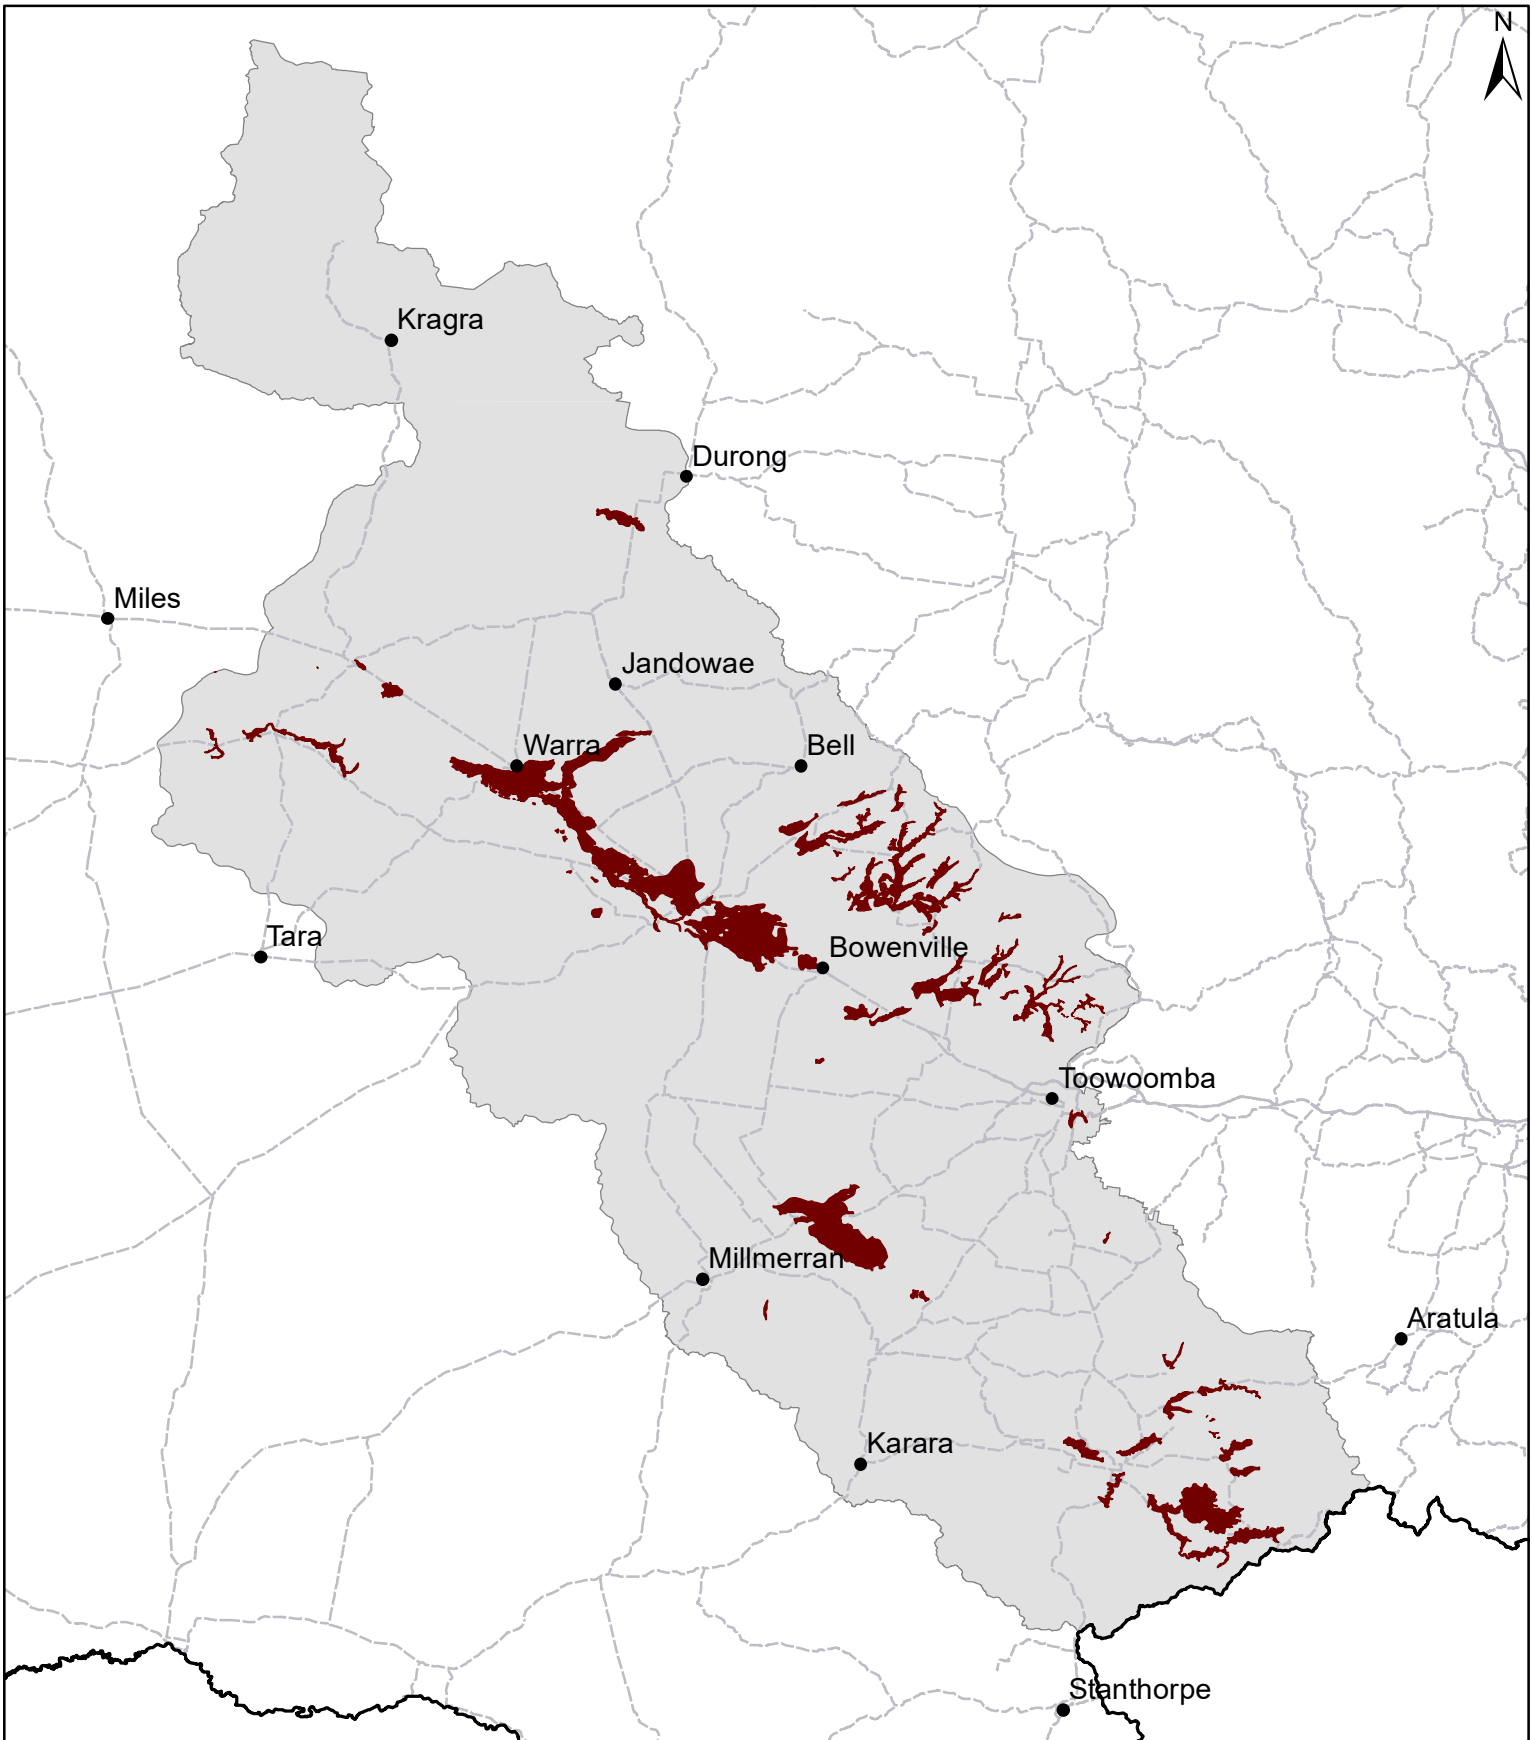 N
Kragra
Durong
Miles
Jandowae
Warra
Bell
Tara
Bowenville
Toowoomba
Millmerran
Aratula
Karara
Stanthorpe